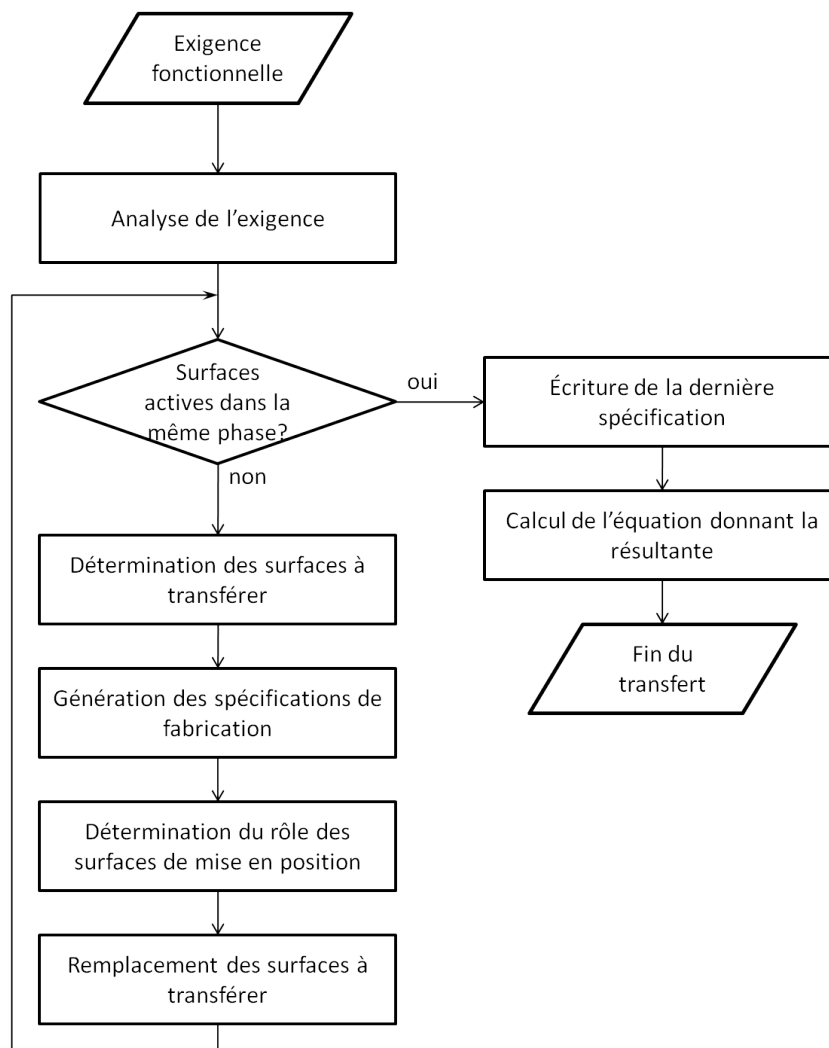 Exigence
fonctionnelle
Analyse de l’exigence
Surfaces
actives dans la
même phase?
oui
non
Écriture de la dernière
spécification
Calcul de l’équation donnant la
résultante
Fin du
transfert
Détermination des surfaces à
transférer
Génération des spécifications de
fabrication
Détermination du rôle des
surfaces de mise en position
Remplacement des surfaces à
transférer